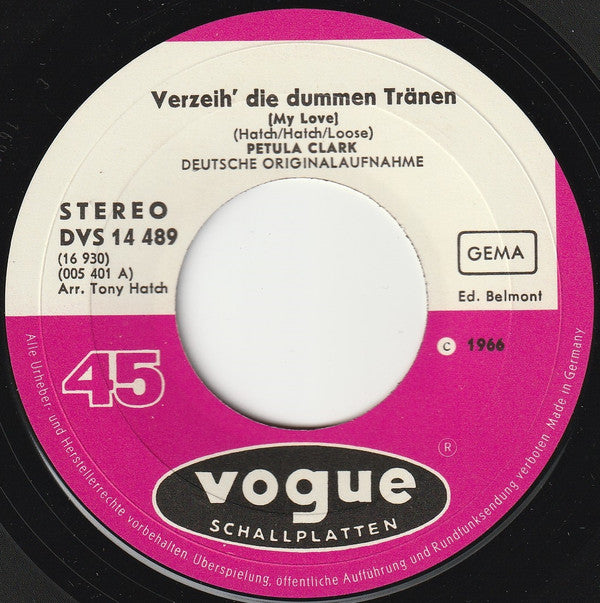 Verzeih' die dummen Tränen
(My Love)
(Hatch/Hatch/Loose)
PETULA CLARK
DEUTSCHE ORIGINALAUFNAHME
STEREO
DVS 14 489
(16 930)
(005 401 A)
Arr. Tony Hatch
GEMA
Ed. Belmont
45
© 1966
®
vogue
SCHALLPLATTEN
Alle Urheber- und Herstellerrechte vorbehalten. Überspielung, öffentliche Aufführung und Rundfunksendung verboten. Made in Germany.